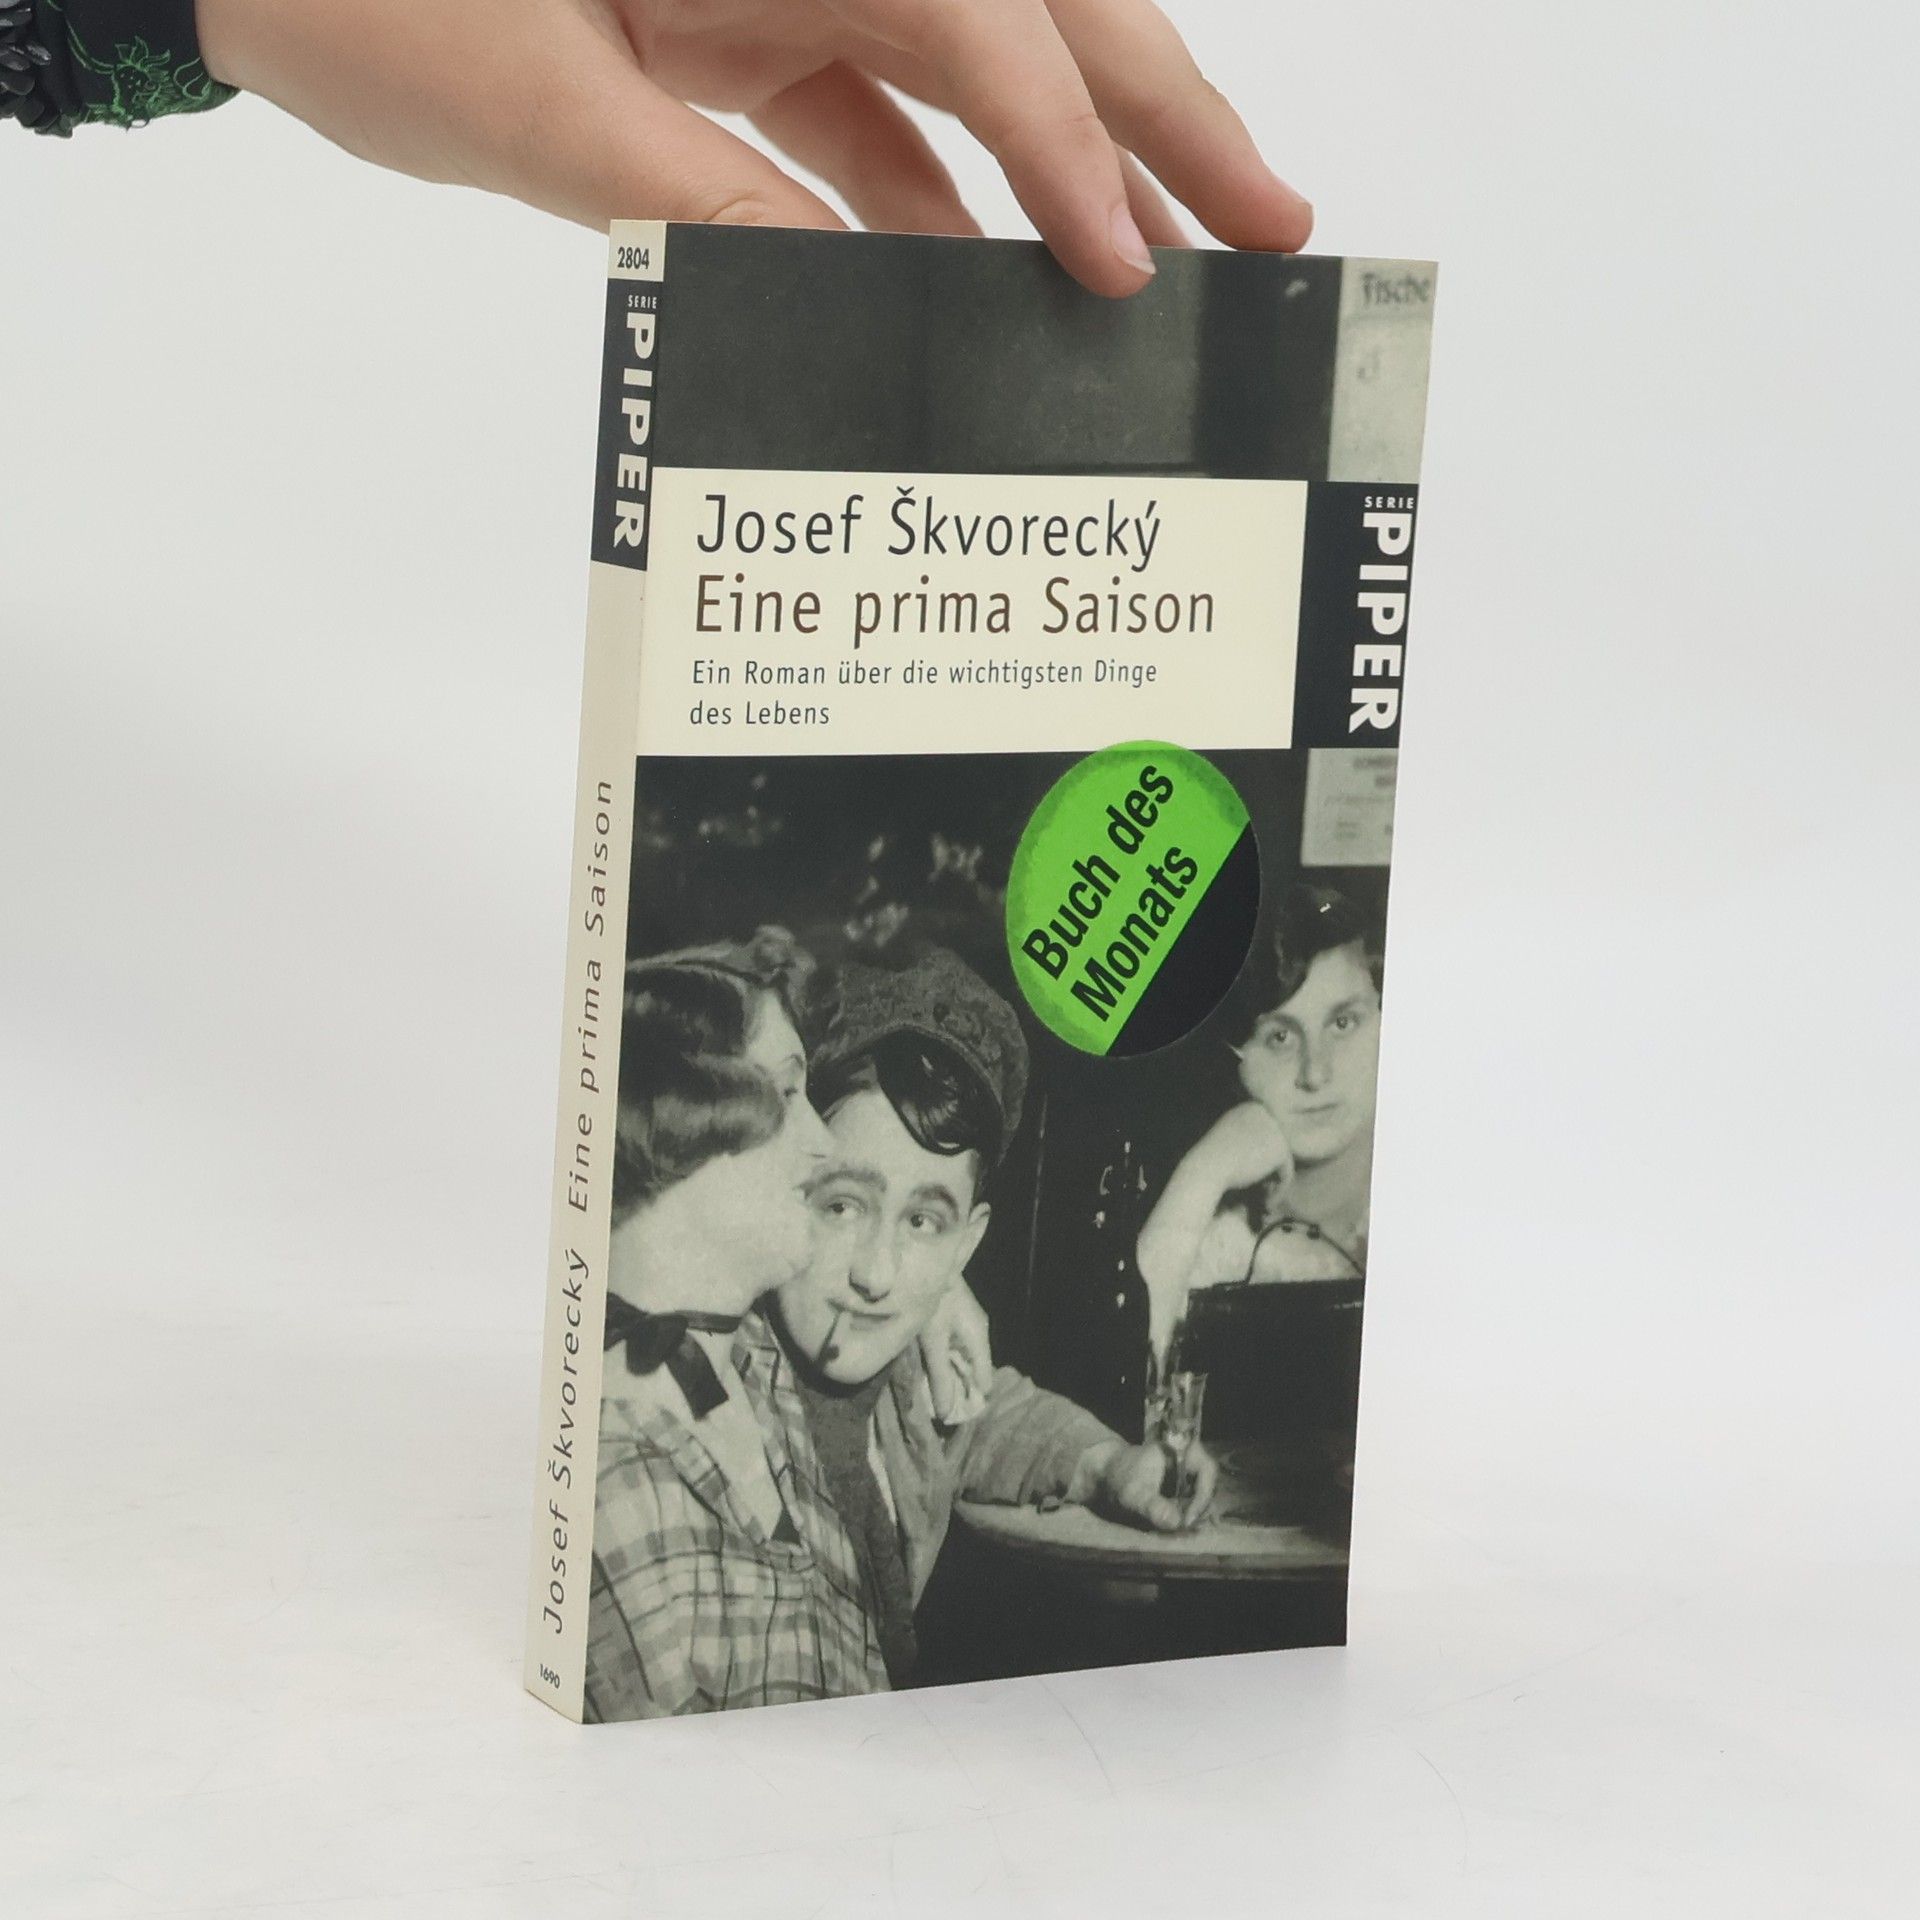 2804
SERIE
PIPER
Josef Škvorecký Eine prima Saison
1690
Fische
Josef Škvorecký
Eine prima Saison
Ein Roman über die wichtigsten Dinge
des Lebens
SERIE
PIPER
Buch des
Monats